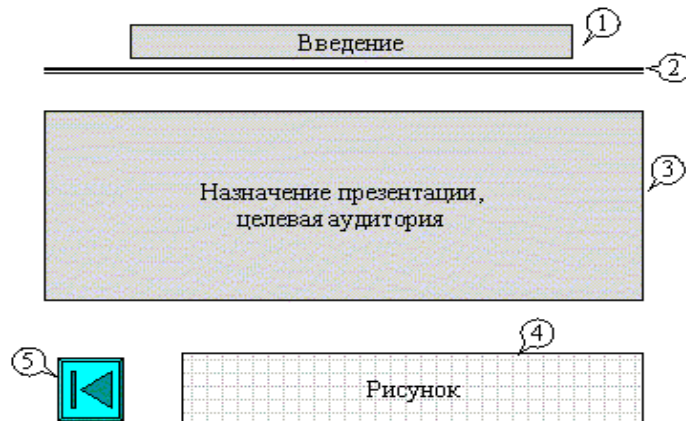 1
Введение
2
Назначение презентации,
целевая аудитория
3
4
5
Рисунок